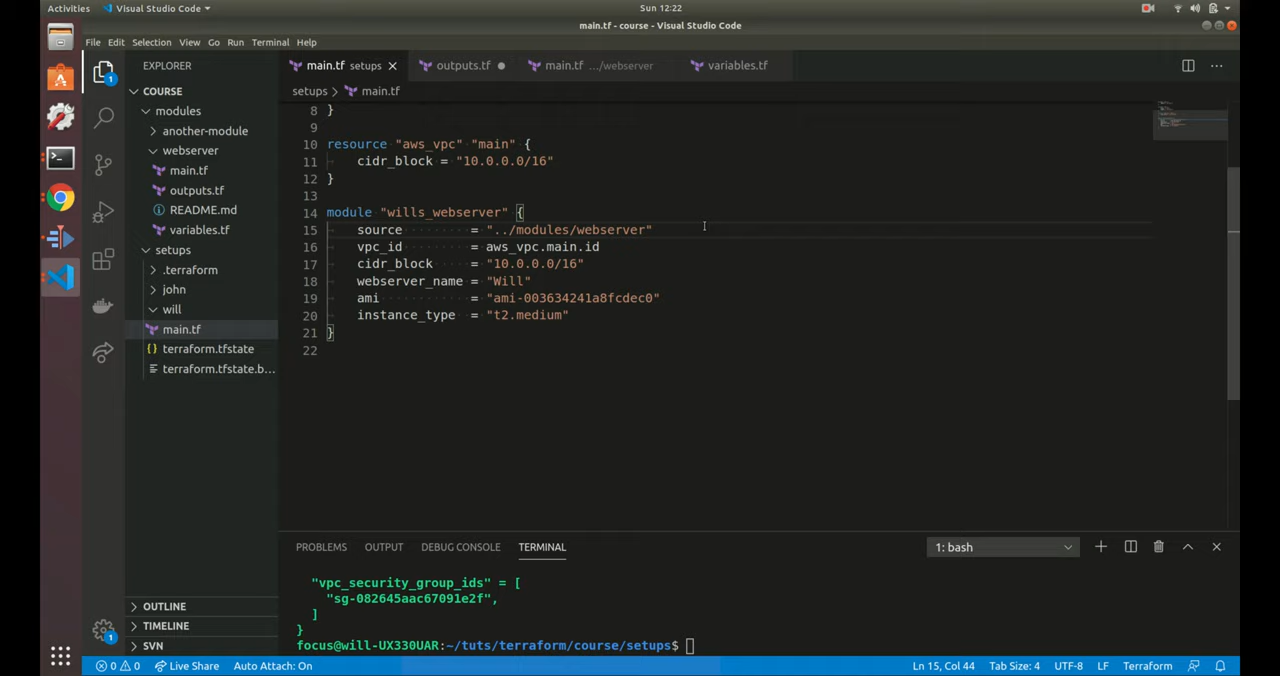 Activities Visual Studio Code Sun 12:22
main.tf - course - Visual Studio Code
File Edit Selection View Go Run Terminal Help
EXPLORER
main.tf setups
outputs.tf
main.tf .../webserver
variables.tf
COURSE
modules
another-module
webserver
main.tf
outputs.tf
README.md
variables.tf
setups
.terraform
john
will
main.tf
terraform.tfstate
terraform.tfstate.b...
OUTLINE
TIMELINE
SVN
1
1
setups > main.tf
8 }
9
10 resource "aws_vpc" "main" {
11 cidr_block = "10.0.0.0/16"
12 }
13
14 module "wills_webserver" {
15 source = "../modules/webserver"
16 vpc_id = aws_vpc.main.id
17 cidr_block = "10.0.0.0/16"
18 webserver_name = "Will"
19 ami = "ami-003634241a8fcdec0"
20 instance_type = "t2.medium"
21 }
22
PROBLEMS OUTPUT DEBUG CONSOLE TERMINAL 1: bash
"vpc_security_group_ids" = [
"sg-082645aac67091e2f",
]
}
focus@will-UX330UAR:~/tuts/terraform/course/setups$
0 0 Live Share Auto Attach: On Ln 15, Col 44 Tab Size: 4 UTF-8 LF Terraform